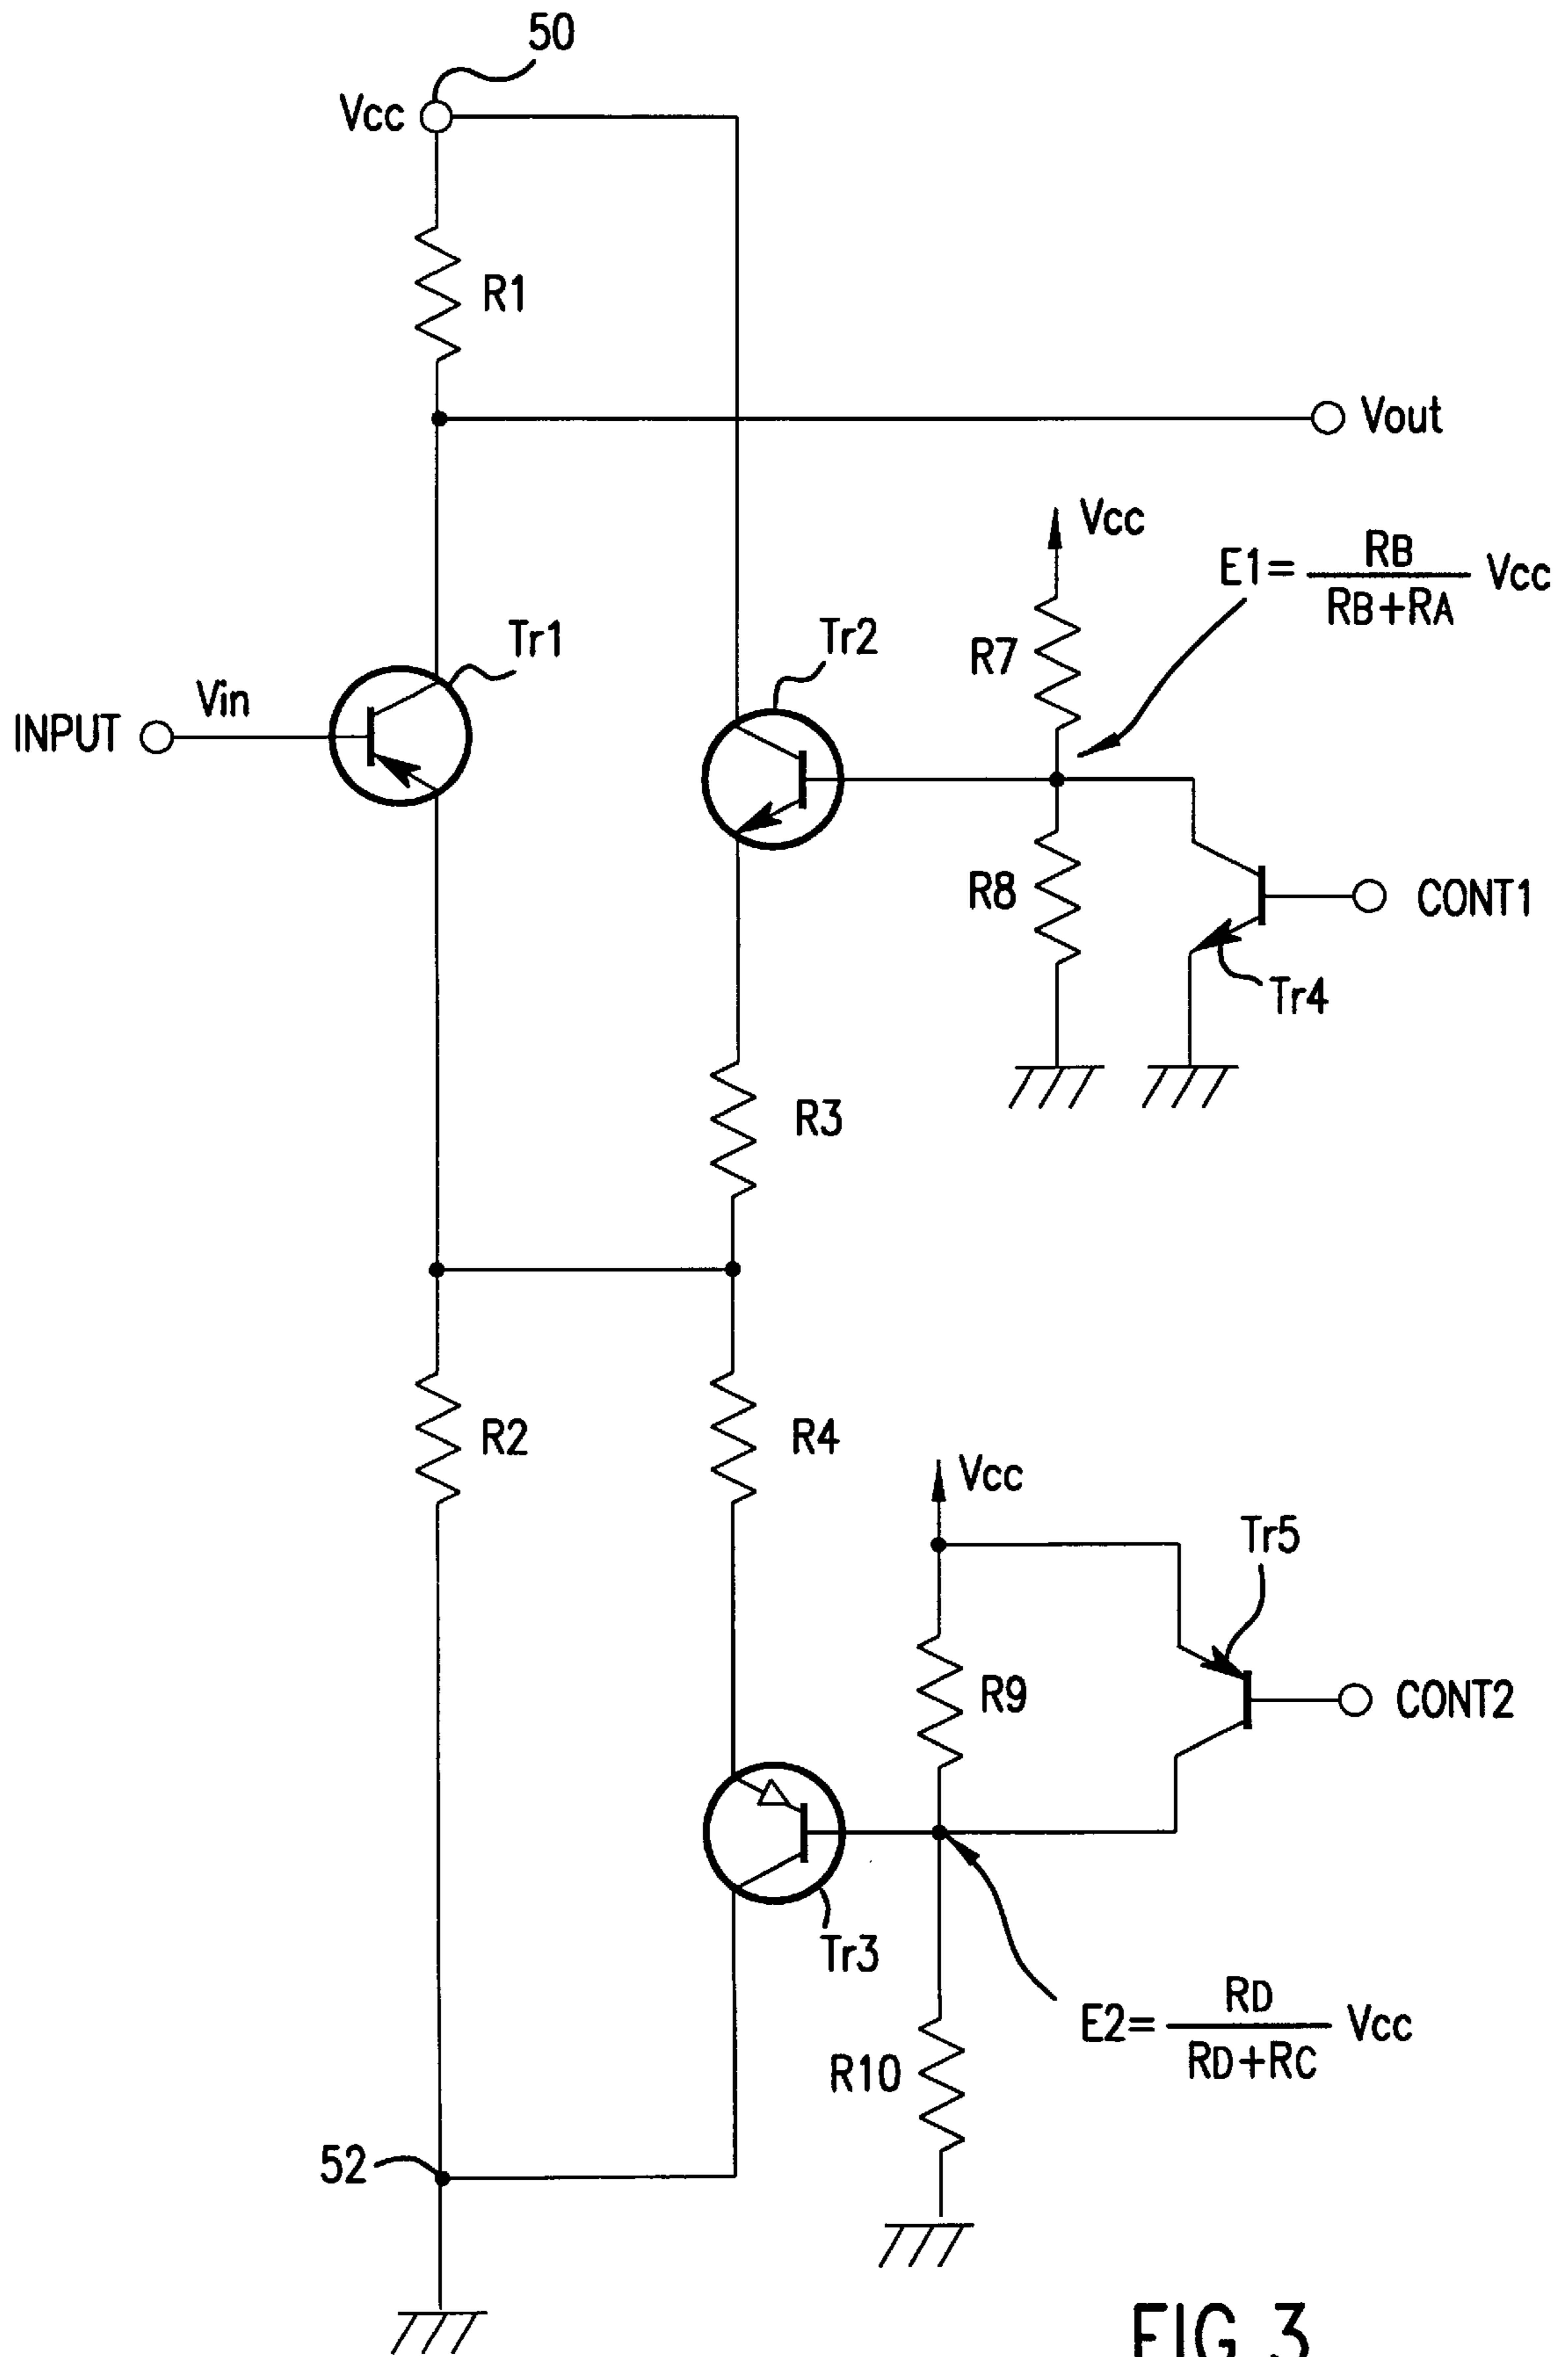 50
Vcc
R1
Vout
Vcc
E1= RB / RB+RA Vcc
Tr1
Tr2
R7
Vin
INPUT
R8
CONT1
Tr4
R3
R2
R4
Vcc
Tr5
R9
CONT2
Tr3
E2= RD / RD+RC Vcc
R10
52
FIG.3